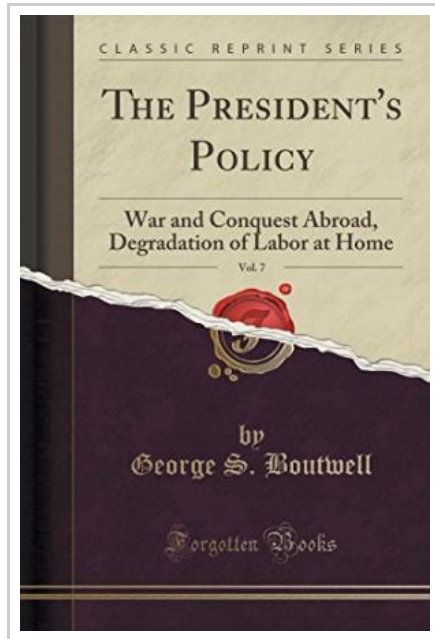 CLASSIC REPRINT SERIES
THE PRESIDENT'S
POLICY
War and Conquest Abroad,
Degradation of Labor at Home
Vol. 7
by
George S. Boutwell
Forgotten Books